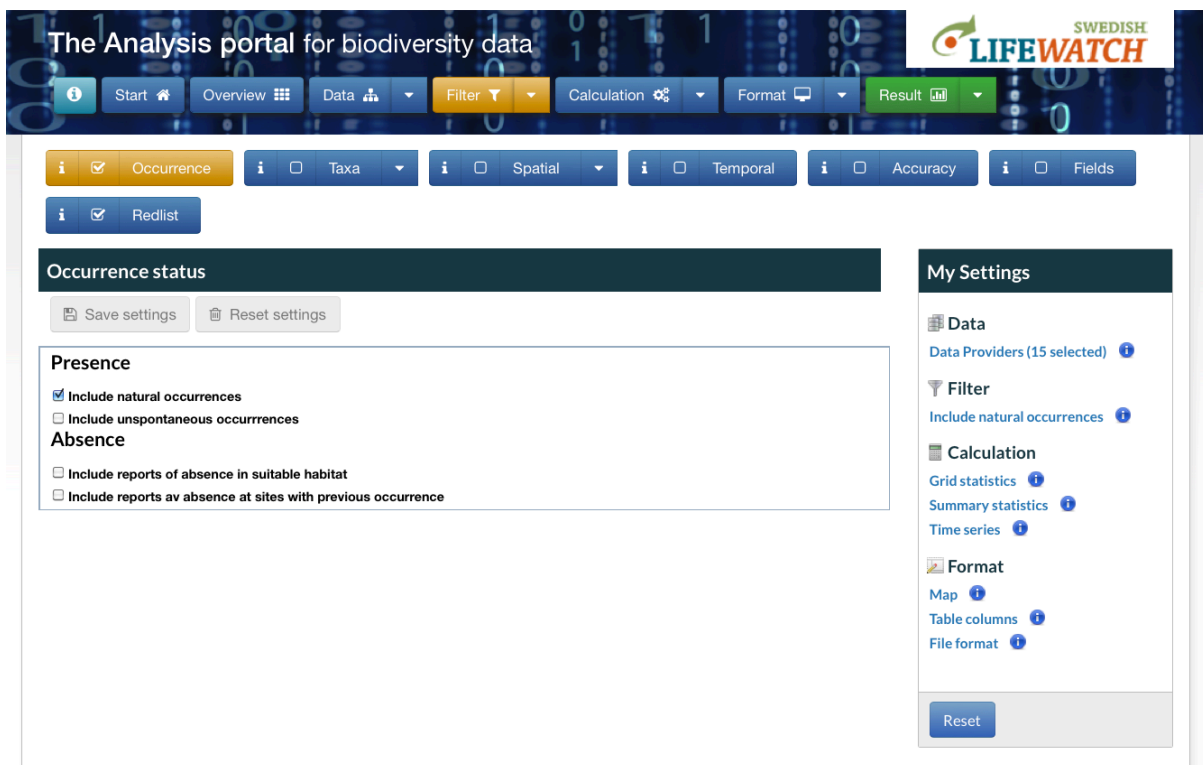 The Analysis portal for biodiversity data
SWEDISH
LIFEWATCH
Start Overview Data Filter Calculation Format Result
Occurrence Taxa Spatial Temporal Accuracy Fields
Redlist
Occurrence status
Save settings Reset settings
Presence
Include natural occurrences
Include unspontaneous occurrrences
Absence
Include reports of absence in suitable habitat
Include reports av absence at sites with previous occurrence
My Settings
Data
Data Providers (15 selected)
Filter
Include natural occurrences
Calculation
Grid statistics
Summary statistics
Time series
Format
Map
Table columns
File format
Reset